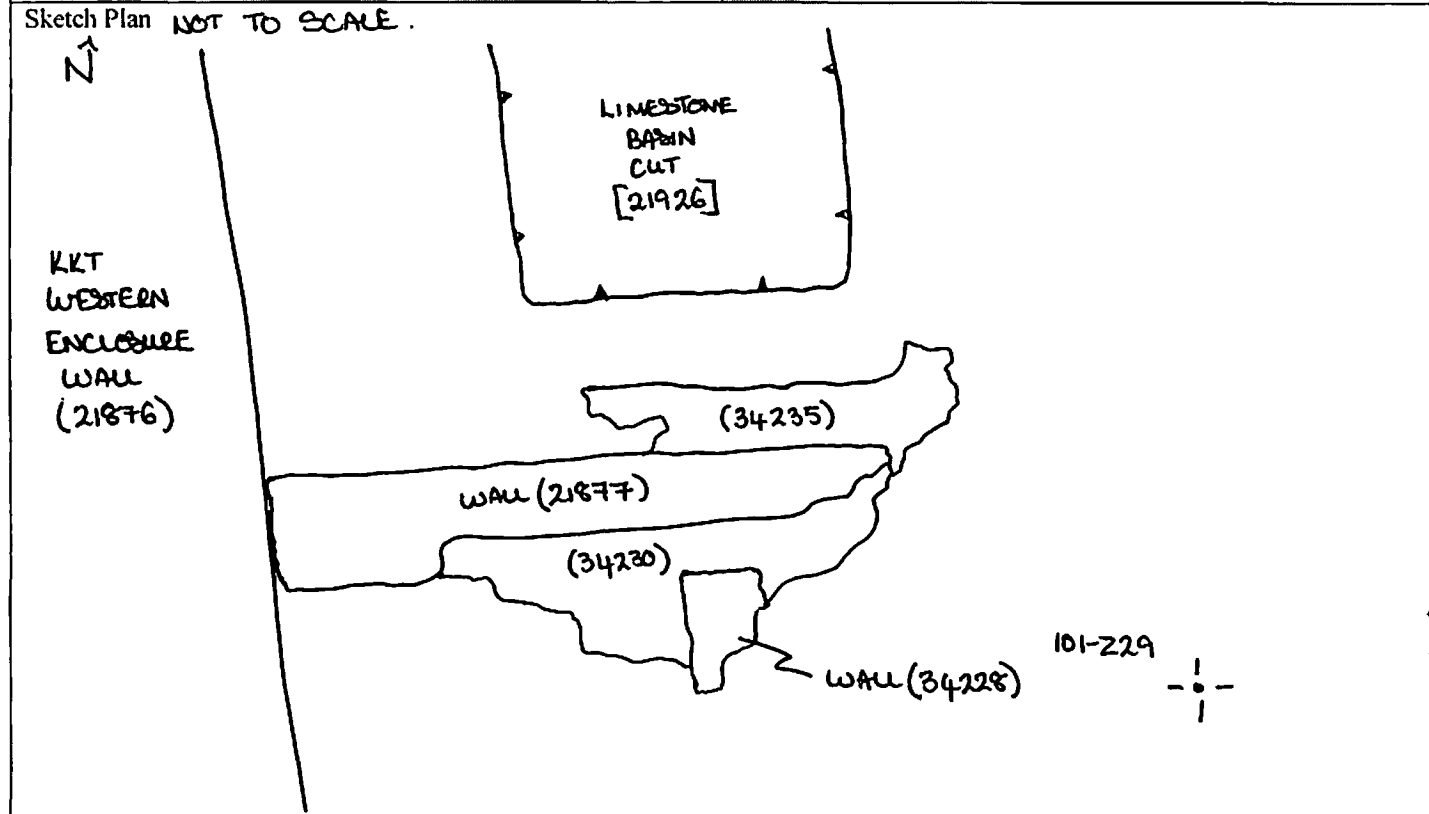 Sketch Plan NOT TO SCALE.
N
LIMESTONE
BASIN
CUT
[21926]
KKT
WESTERN
ENCLOSURE
WALL
(21876)
(34235)
WALL (21877)
(34230)
101-Z29
WALL (34228)